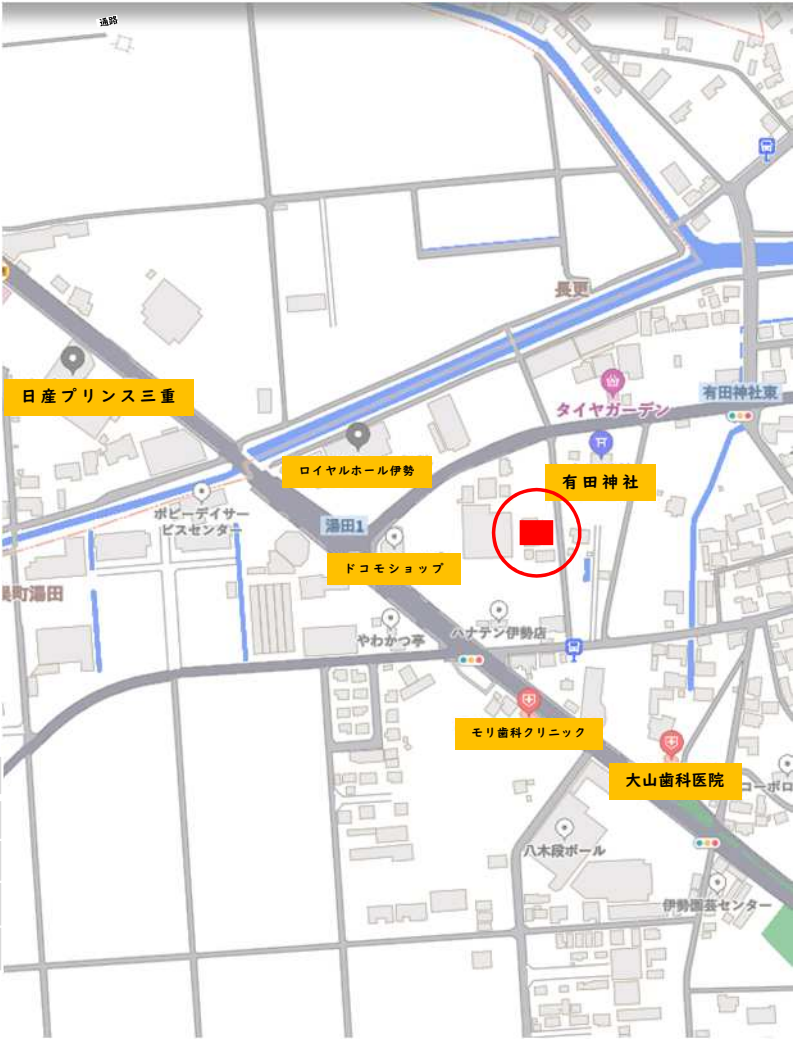 通路
長更
日産プリンス三重
タイヤガーデン
有田神社東
ロイヤルホール伊勢
有田神社
ポピーデイサー
ビスセンター
湯田1
ドコモショップ
町湯田
やわかつ亭
ハナテン伊勢店
モリ歯科クリニック
大山歯科医院
コーポロ
八木段ボール
伊勢園芸センター